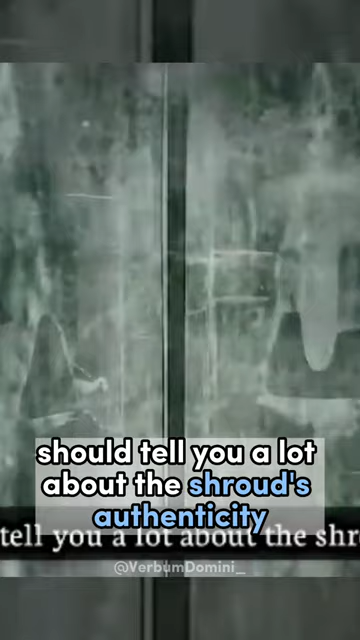 should tell you a lot
about the shroud's
authenticity
tell you a lot about the shr
@VerbumDomini_